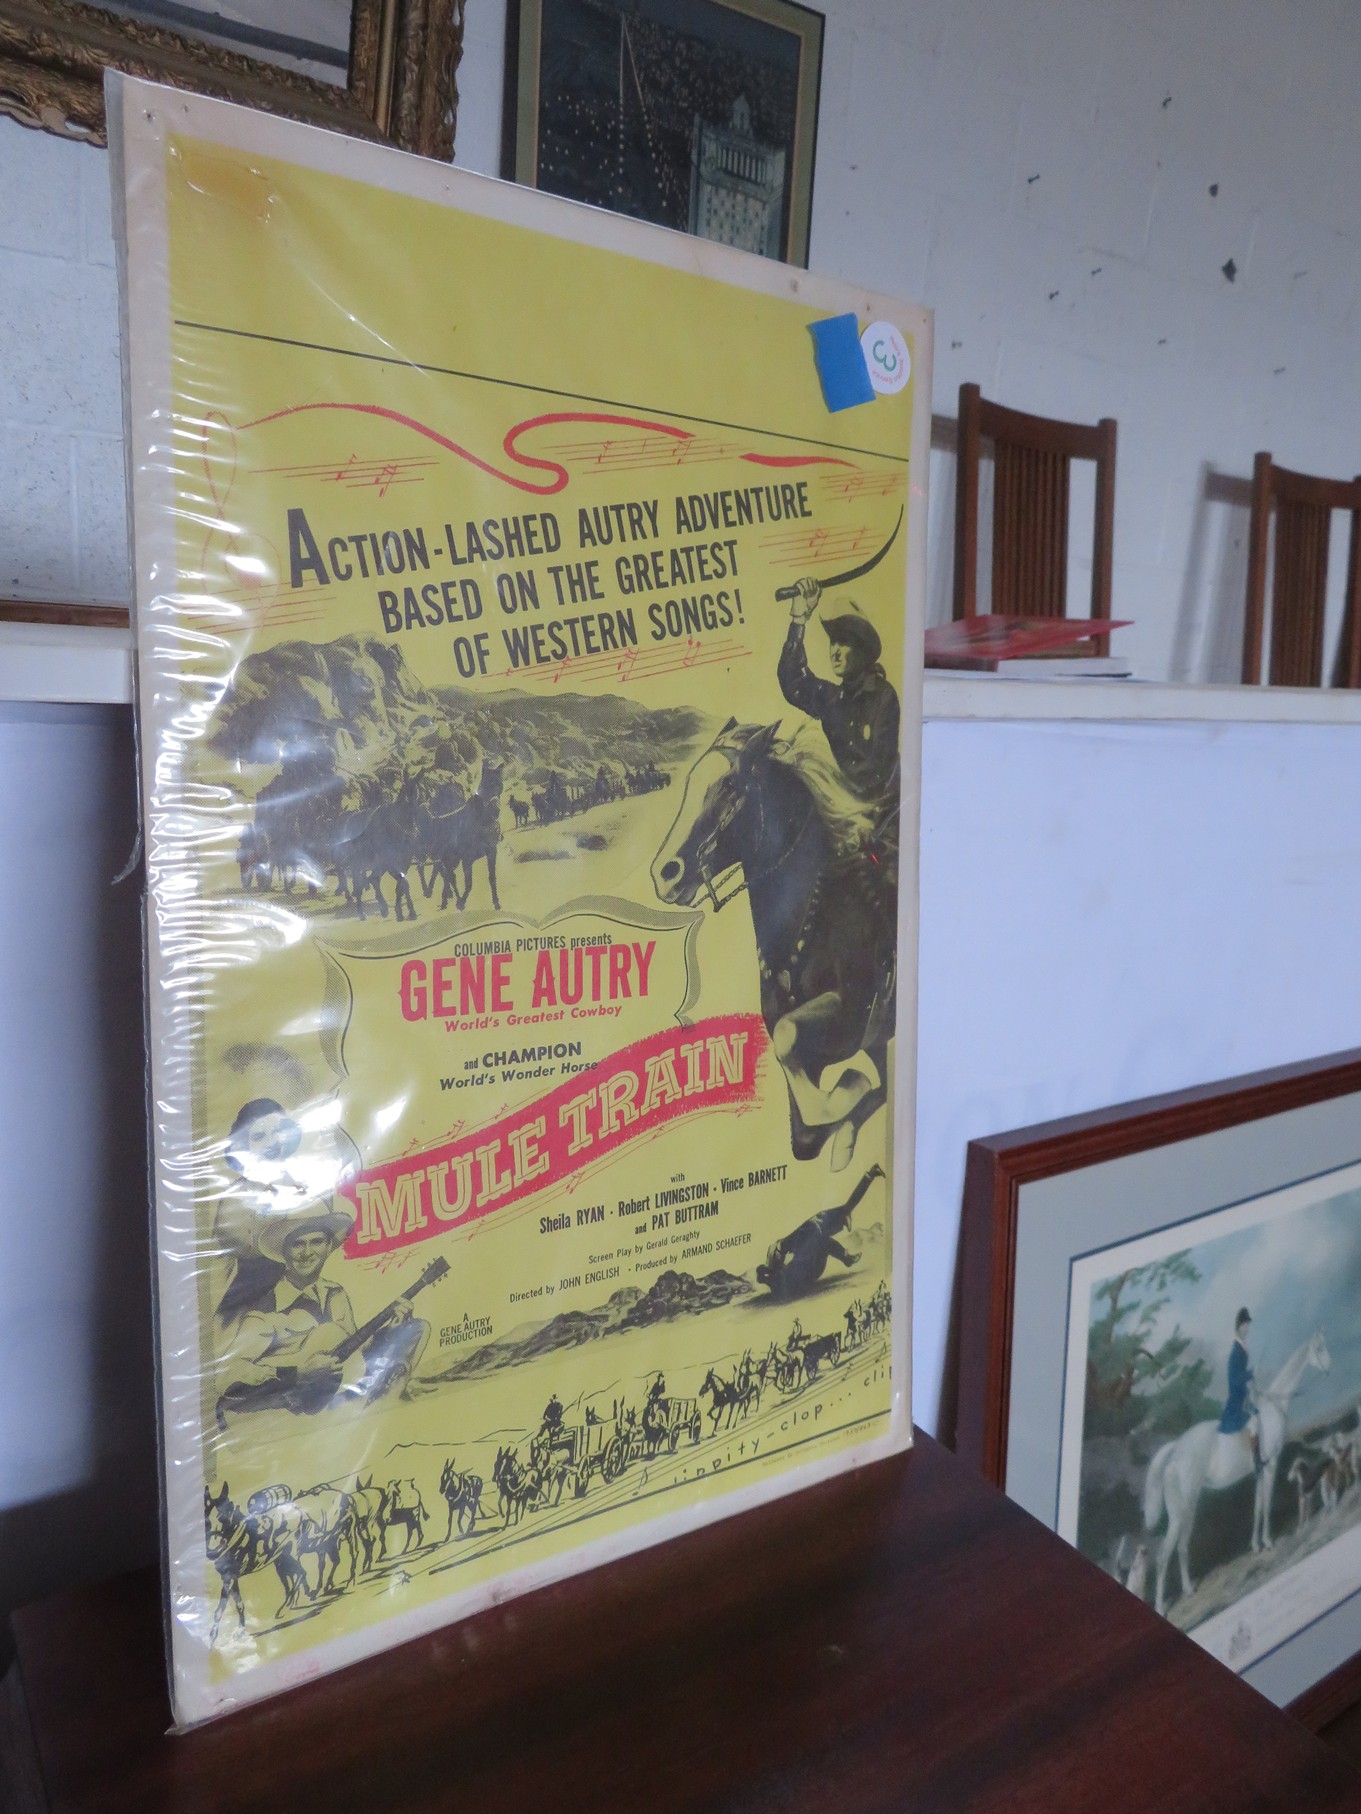 3
ACTION-LASHED AUTRY ADVENTURE
BASED ON THE GREATEST
OF WESTERN SONGS!
COLUMBIA PICTURES presents
GENE AUTRY
World's Greatest Cowboy
and CHAMPION
World's Wonder Horse
MULE TRAIN
with
Sheila RYAN · Robert LIVINGSTON · Vince BARNETT
and PAT BUTTRAM
Screen Play by Gerald Geraghty
Directed by JOHN ENGLISH · Produced by ARMAND SCHAEFER
A
GENE AUTRY
PRODUCTION
lippity-clop... clip